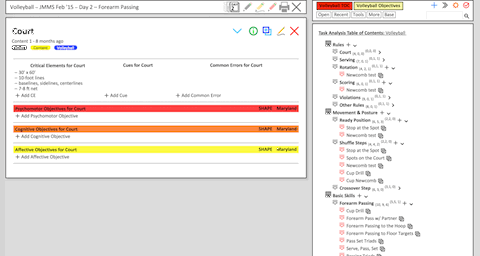 Volleyball - JMMS Feb '15 - Day 2 - Forearm Passing
Court
Content 1 - 8 months ago
Content Volleyball
Critical Elements for Court Cues for Court Common Errors for Court
- 30' x 60'
- 10-foot lines
- baselines, sidelines, centerlines
- 7-8 ft net
+ Add CE + Add Cue + Add Common Error
Psychomotor Objectives for Court SHAPE Maryland
+ Add Psychomotor Objective
Cognitive Objectives for Court SHAPE Maryland
+ Add Cognitive Objective
Affective Objectives for Court SHAPE Maryland
+ Add Affective Objective
Volleyball TOC Volleyball Objectives
Open Recent Tools More Base
Task Analysis Table of Contents: Volleyball
Rules
Court
Serving
Rotation
Newcomb test
Scoring
Newcomb test
Violations
Other Rules
Movement & Posture
Ready Position
Stop at the Spot
Newcomb test
Shuffle Steps
Stop at the Spot
Spots on the Court
Newcomb test
Cup Drill
Cup Newcomb
Crossover Step
Basic Skills
Forearm Passing
Cup Drill
Forearm Pass w/ Partner
Forearm Passing to the Hoop
Forearm Passing to Floor Targets
Pass Set Triads
Serve, Pass, Set